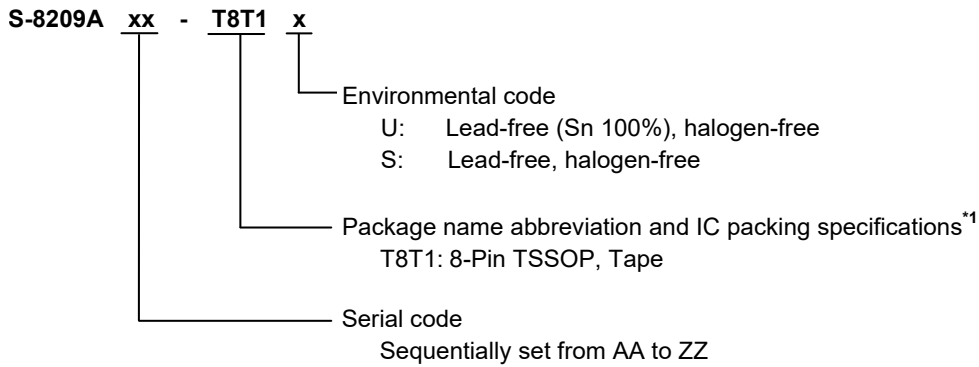 S-8209A xx - T8T1 x
Environmental code
U: Lead-free (Sn 100%), halogen-free
S: Lead-free, halogen-free
Package name abbreviation and IC packing specifications*1
T8T1: 8-Pin TSSOP, Tape
Serial code
Sequentially set from AA to ZZ